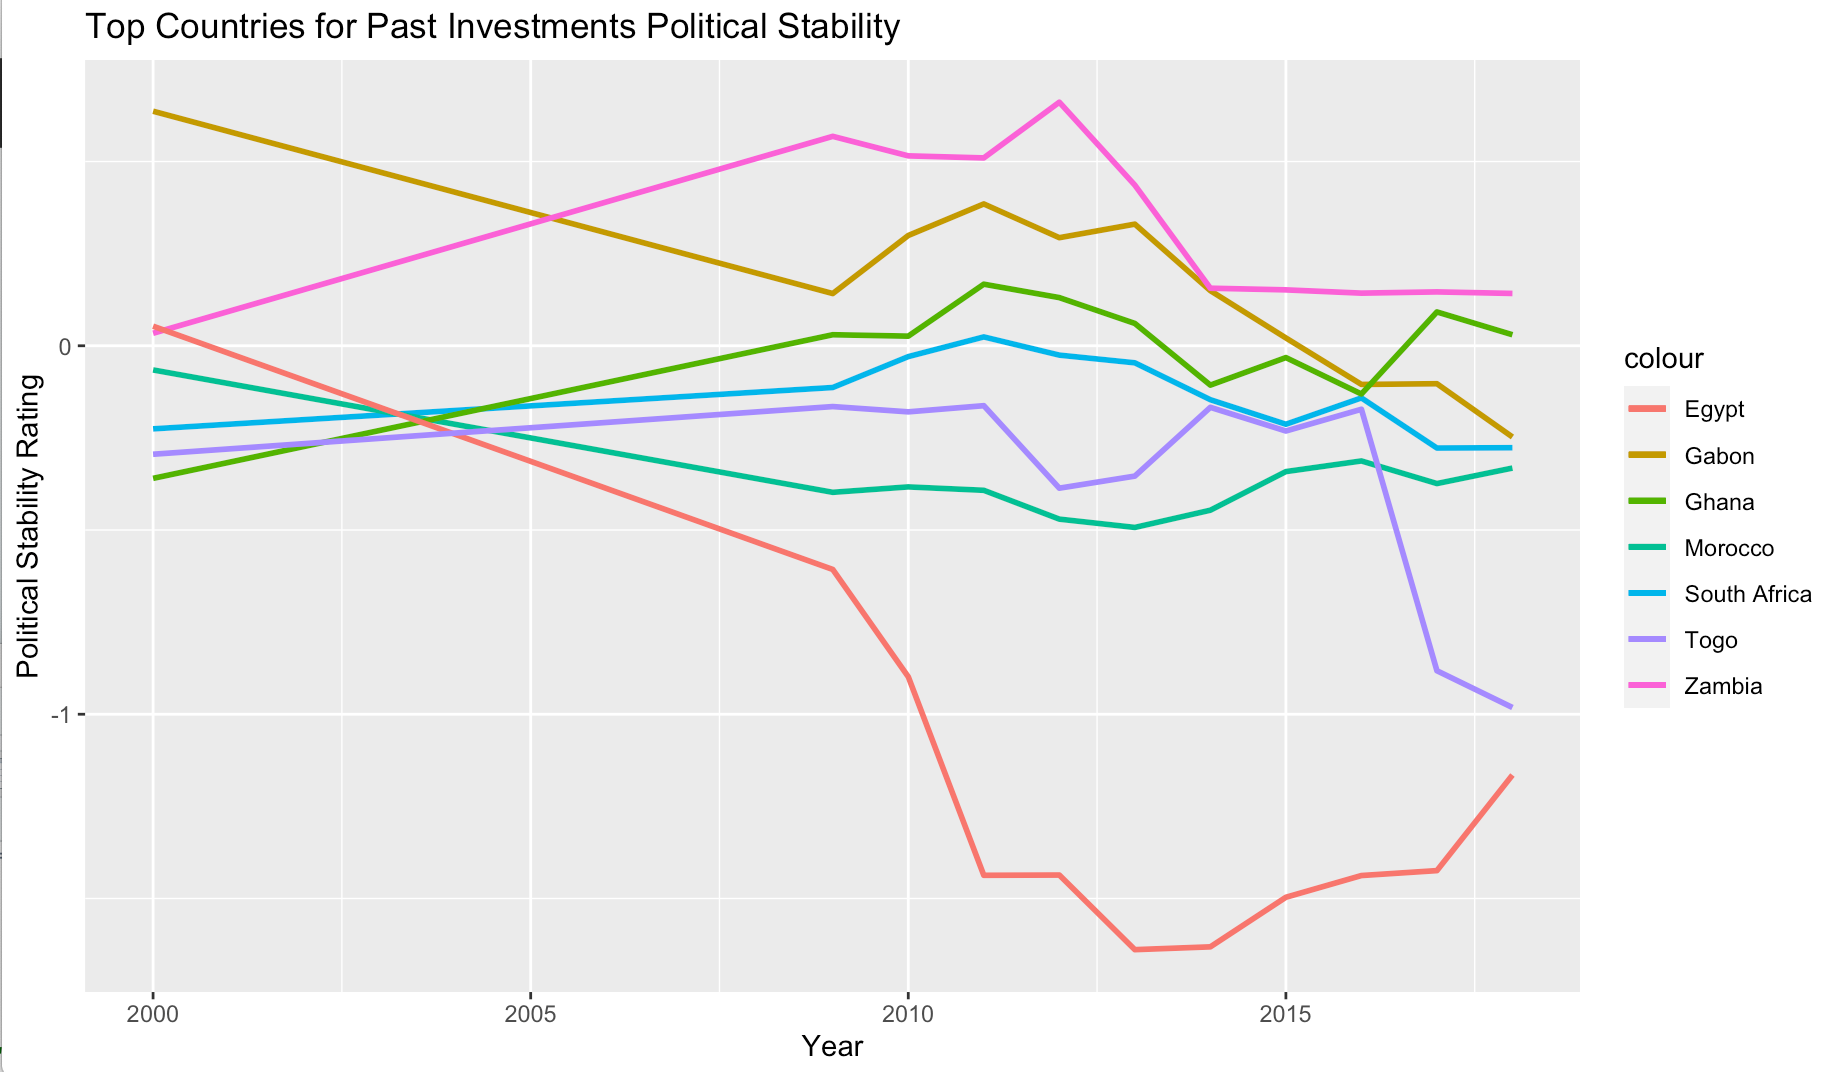 Top Countries for Past Investments Political Stability
Political Stability Rating
0
-1
2000 2005 2010 2015
Year
colour
Egypt
Gabon
Ghana
Morocco
South Africa
Togo
Zambia